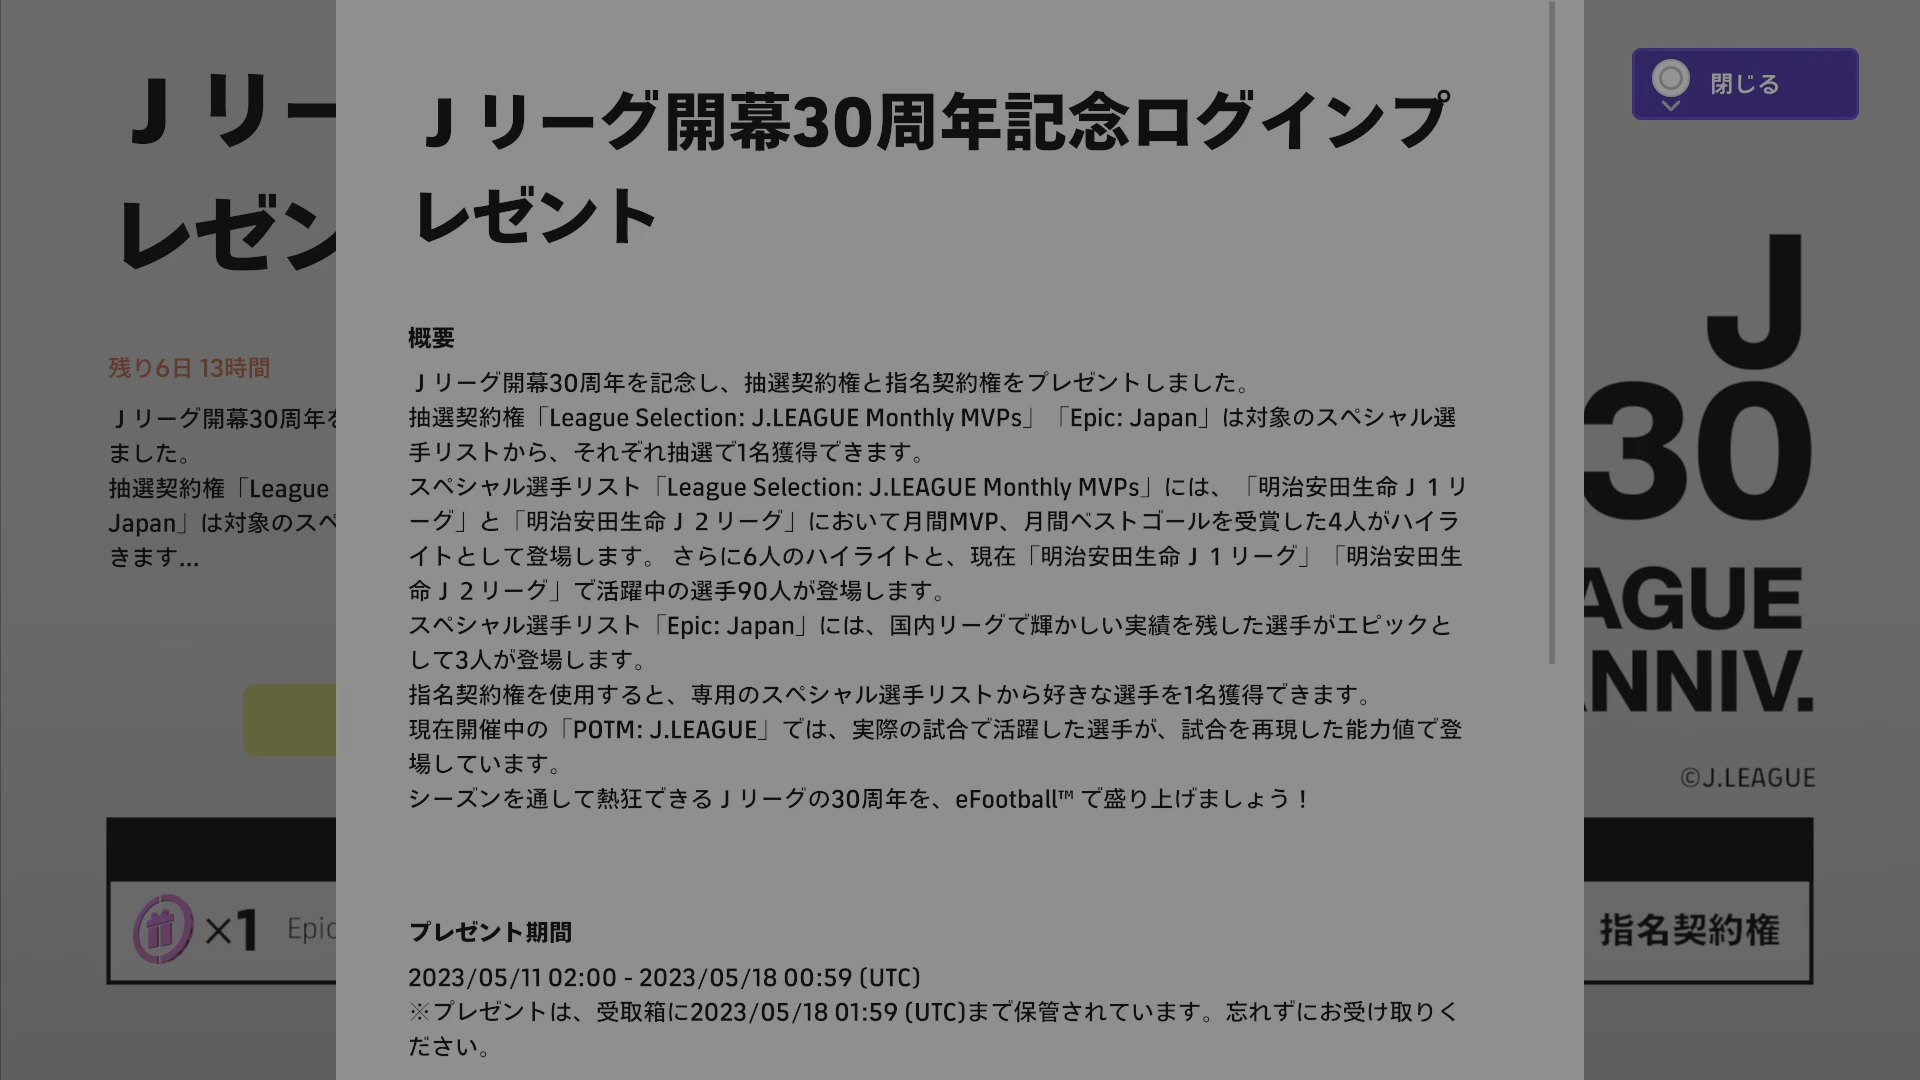 Ｊリーグ開幕30周年記念ログインプ
レゼント
概要
Ｊリーグ開幕30周年を記念し、抽選契約権と指名契約権をプレゼントしました。
抽選契約権「League Selection: J.LEAGUE Monthly MVPs」「Epic: Japan」は対象のスペシャル選
手リストから、それぞれ抽選で1名獲得できます。
スペシャル選手リスト「League Selection: J.LEAGUE Monthly MVPs」には、「明治安田生命Ｊ１リ
ーグ」と「明治安田生命Ｊ２リーグ」において月間MVP、月間ベストゴールを受賞した4人がハイラ
イトとして登場します。 さらに6人のハイライトと、現在「明治安田生命Ｊ１リーグ」「明治安田生
命Ｊ２リーグ」で活躍中の選手90人が登場します。
スペシャル選手リスト「Epic: Japan」には、国内リーグで輝かしい実績を残した選手がエピックと
して3人が登場します。
指名契約権を使用すると、専用のスペシャル選手リストから好きな選手を1名獲得できます。
現在開催中の「POTM: J.LEAGUE」では、実際の試合で活躍した選手が、試合を再現した能力値で登
場しています。
シーズンを通して熱狂できるＪリーグの30周年を、eFootball™ で盛り上げましょう！
プレゼント期間
2023/05/11 02:00 - 2023/05/18 00:59 (UTC)
※プレゼントは、受取箱に2023/05/18 01:59 (UTC)まで保管されています。忘れずにお受け取りく
ださい。
Ｊリー
レゼン
残り6日 13時間
Ｊリーグ開幕30周年を
ました。
抽選契約権「League
Japan」は対象のスペ
きます...
×1 Epic
閉じる
J
30
AGUE
NNIV.
©J.LEAGUE
指名契約権